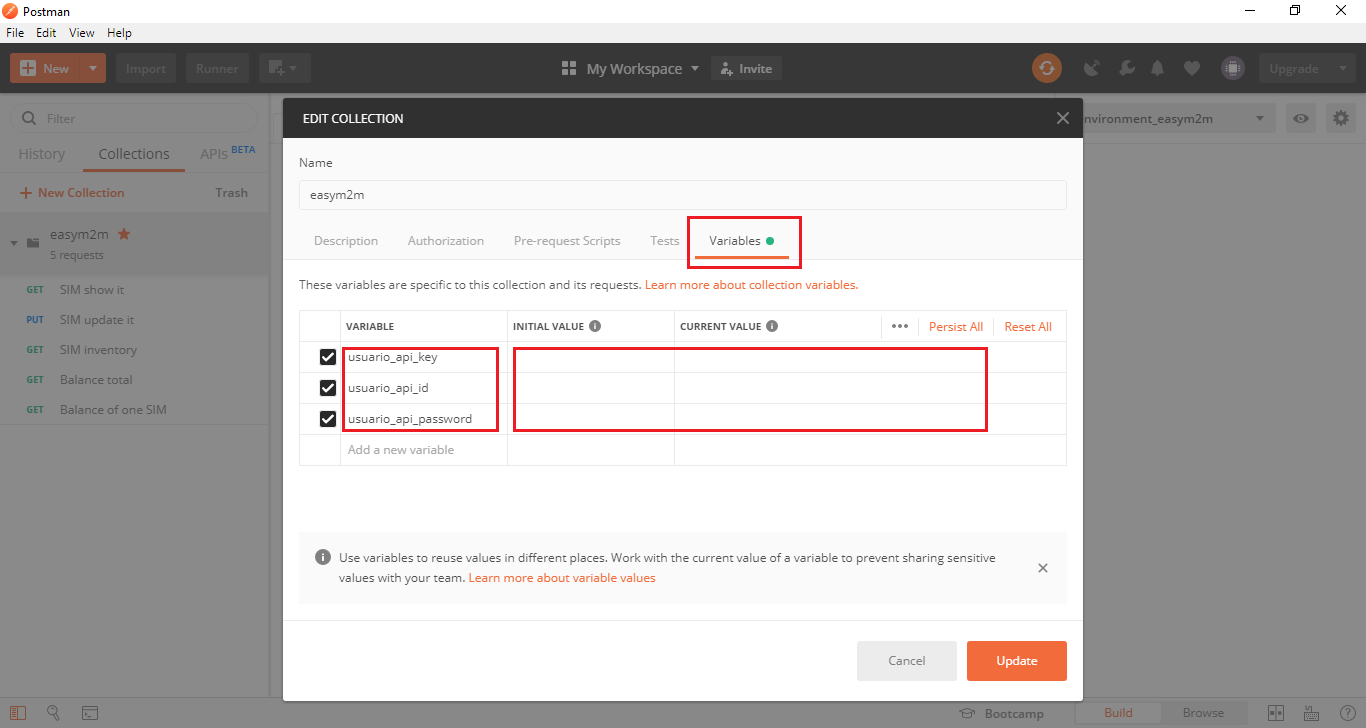 Postman
File Edit View Help
New Import Runner My Workspace Invite Upgrade
Filter
History Collections APIs BETA
New Collection Trash
easym2m
5 requests
GET SIM show it
PUT SIM update it
GET SIM inventory
GET Balance total
GET Balance of one SIM
nvironment_easym2m
EDIT COLLECTION
Name
easym2m
Description Authorization Pre-request Scripts Tests Variables
These variables are specific to this collection and its requests. Learn more about collection variables.
VARIABLE INITIAL VALUE CURRENT VALUE ••• Persist All Reset All
usuario_api_key
usuario_api_id
usuario_api_password
Add a new variable
Use variables to reuse values in different places. Work with the current value of a variable to prevent sharing sensitive
values with your team. Learn more about variable values
Cancel Update
Bootcamp Build Browse